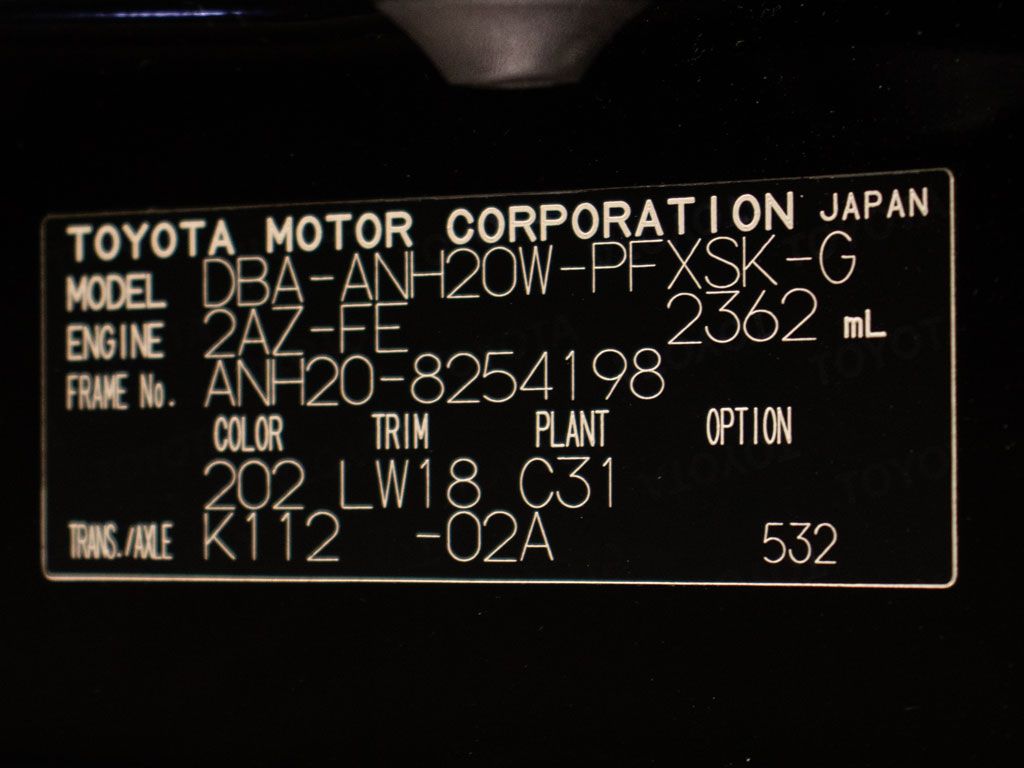 TOYOTA MOTOR CORPORATION JAPAN
MODEL DBA-ANH20W-PFXSK-G
ENGINE 2AZ-FE 2362 mL
FRAME No. ANH20-8254198
COLOR TRIM PLANT OPTION
202 LW18 C31
TRANS./AXLE K112 -02A 532